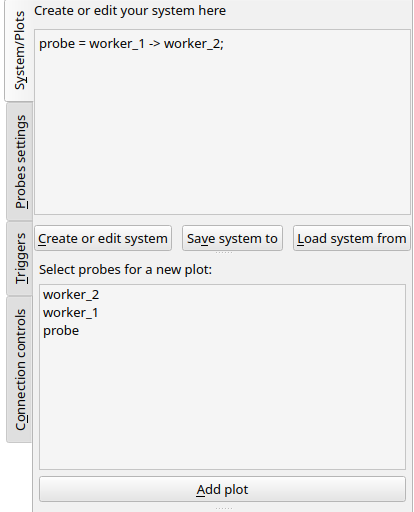 System/Plots
Probes settings
Triggers
Connection controls
Create or edit your system here
probe = worker_1 -> worker_2;
Create or edit system
Save system to
Load system from
Select probes for a new plot:
worker_2
worker_1
probe
Add plot